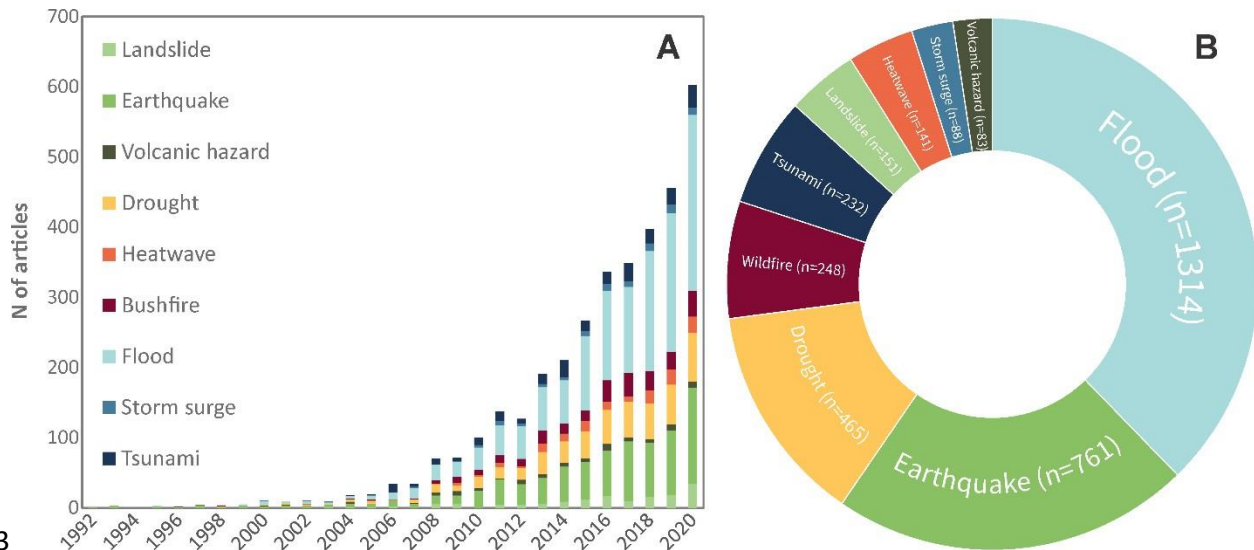 700
600
500
400
300
200
100
0
N of articles
Landslide
Earthquake
Volcanic hazard
Drought
Heatwave
Bushfire
Flood
Storm surge
Tsunami
A
1992
1994
1996
1998
2000
2002
2004
2006
2008
2010
2012
2014
2016
2018
2020
B
Flood (n=1314)
Earthquake (n=761)
Drought (n=465)
Wildfire (n=248)
Tsunami (n=232)
Landslide (n=151)
Heatwave (n=141)
Storm surge (n=88)
Volcanic hazard (n=83)
3